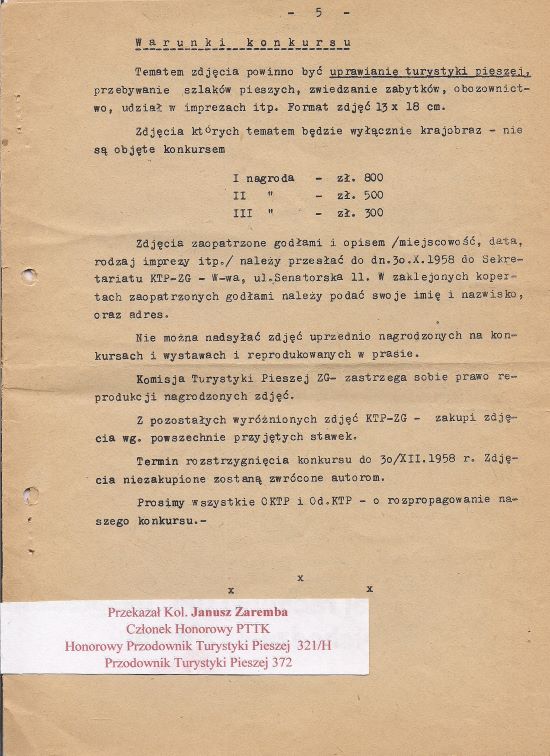 - 5 -
Warunki konkursu
Tematem zdjęcia powinno być uprawianie turystyki pieszej,
przebywanie szlaków pieszych, zwiedzanie zabytków, obozownict-
wo, udział w imprezach itp. Format zdjęć 13 x 18 cm.
Zdjęcia których tematem będzie wyłącznie krajobraz - nie
są objęte konkursem
I nagroda - zł. 800
II " - zł. 500
III " - zł. 300
Zdjęcia zaopatrzone godłami i opisem /miejscowość, data,
rodzaj imprezy itp./ należy przesłać do dn.30.X.1958 do Sekre-
tariatu KTP-ZG - W-wa, ul.Senatorska 11. W zaklejonych koper-
tach zaopatrzonych godłami należy podać swoje imię i nazwisko,
oraz adres.
Nie można nadsyłać zdjęć uprzednio nagrodzonych na kon-
kursach i wystawach i reprodukowanych w prasie.
Komisja Turystyki Pieszej ZG- zastrzega sobie prawo re-
produkcji nagrodzonych zdjęć.
Z pozostałych wyróżnionych zdjęć KTP-ZG - zakupi zdję-
cia wg. powszechnie przyjętych stawek.
Termin rozstrzygnięcia konkursu do 30/XII.1958 r. Zdję-
cia niezakupione zostaną zwrócone autorom.
Prosimy wszystkie OKTP i Od.KTP - o rozpropagowanie na-
szego konkursu.-
x
x x
Przekazał Kol. Janusz Zaremba
Członek Honorowy PTTK
Honorowy Przodownik Turystyki Pieszej 321/H
Przodownik Turystyki Pieszej 372